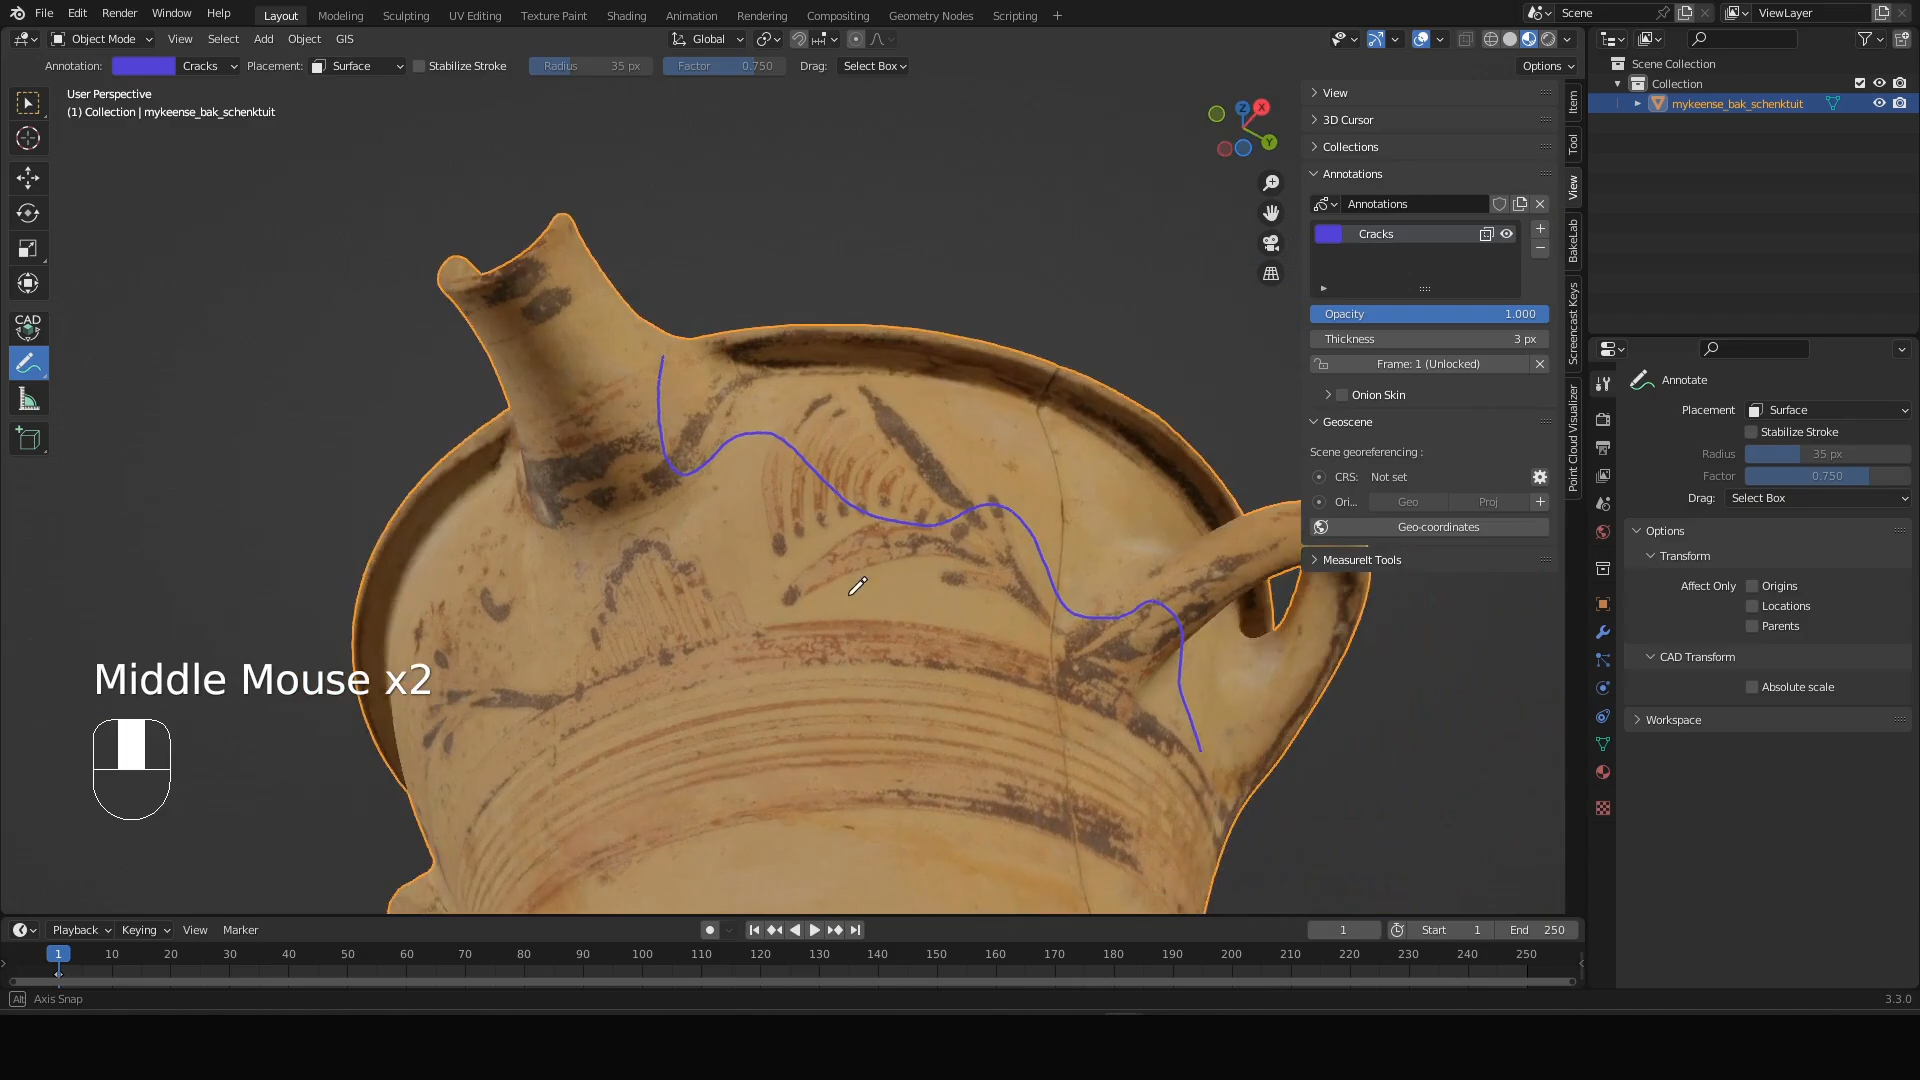 File Edit Render Window Help Layout Modeling Sculpting UV Editing Texture Paint Shading Animation Rendering Compositing Geometry Nodes Scripting + Scene ViewLayer
Object Mode View Select Add Object GIS Global
Annotation: Cracks Placement: Surface Stabilize Stroke Radius 35 px Factor 0.750 Drag: Select Box Options
User Perspective
(1) Collection | mykeense_bak_schenktuit
CAD
Middle Mouse x2
View
3D Cursor
Collections
Annotations
Annotations
Cracks
Opacity 1.000
Thickness 3 px
Frame: 1 (Unlocked)
Onion Skin
Geoscene
Scene georeferencing :
CRS: Not set
Ori... Geo Proj
Geo-coordinates
MeasureIt Tools
Item
Tool
View
BakeLab
Screencast Keys
Point Cloud Visualizer
Scene Collection
Collection
mykeense_bak_schenktuit
Annotate
Placement Surface
Stabilize Stroke
Radius 35 px
Factor 0.750
Drag: Select Box
Options
Transform
Affect Only Origins
Locations
Parents
CAD Transform
Absolute scale
Workspace
Playback Keying View Marker 1 Start 1 End 250
1 10 20 30 40 50 60 70 80 90 100 110 120 130 140 150 160 170 180 190 200 210 220 230 240 250
Alt Axis Snap 3.3.0